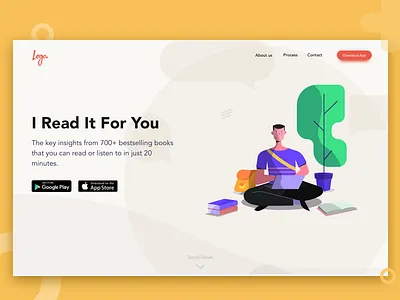 Logo
About us
Process
Contact
Download App
I Read It For You
The key insights from 700+ bestselling books
that you can read or listen to in just 20
minutes.
GET IT ON
Google Play
Download on the
App Store
Scroll Down